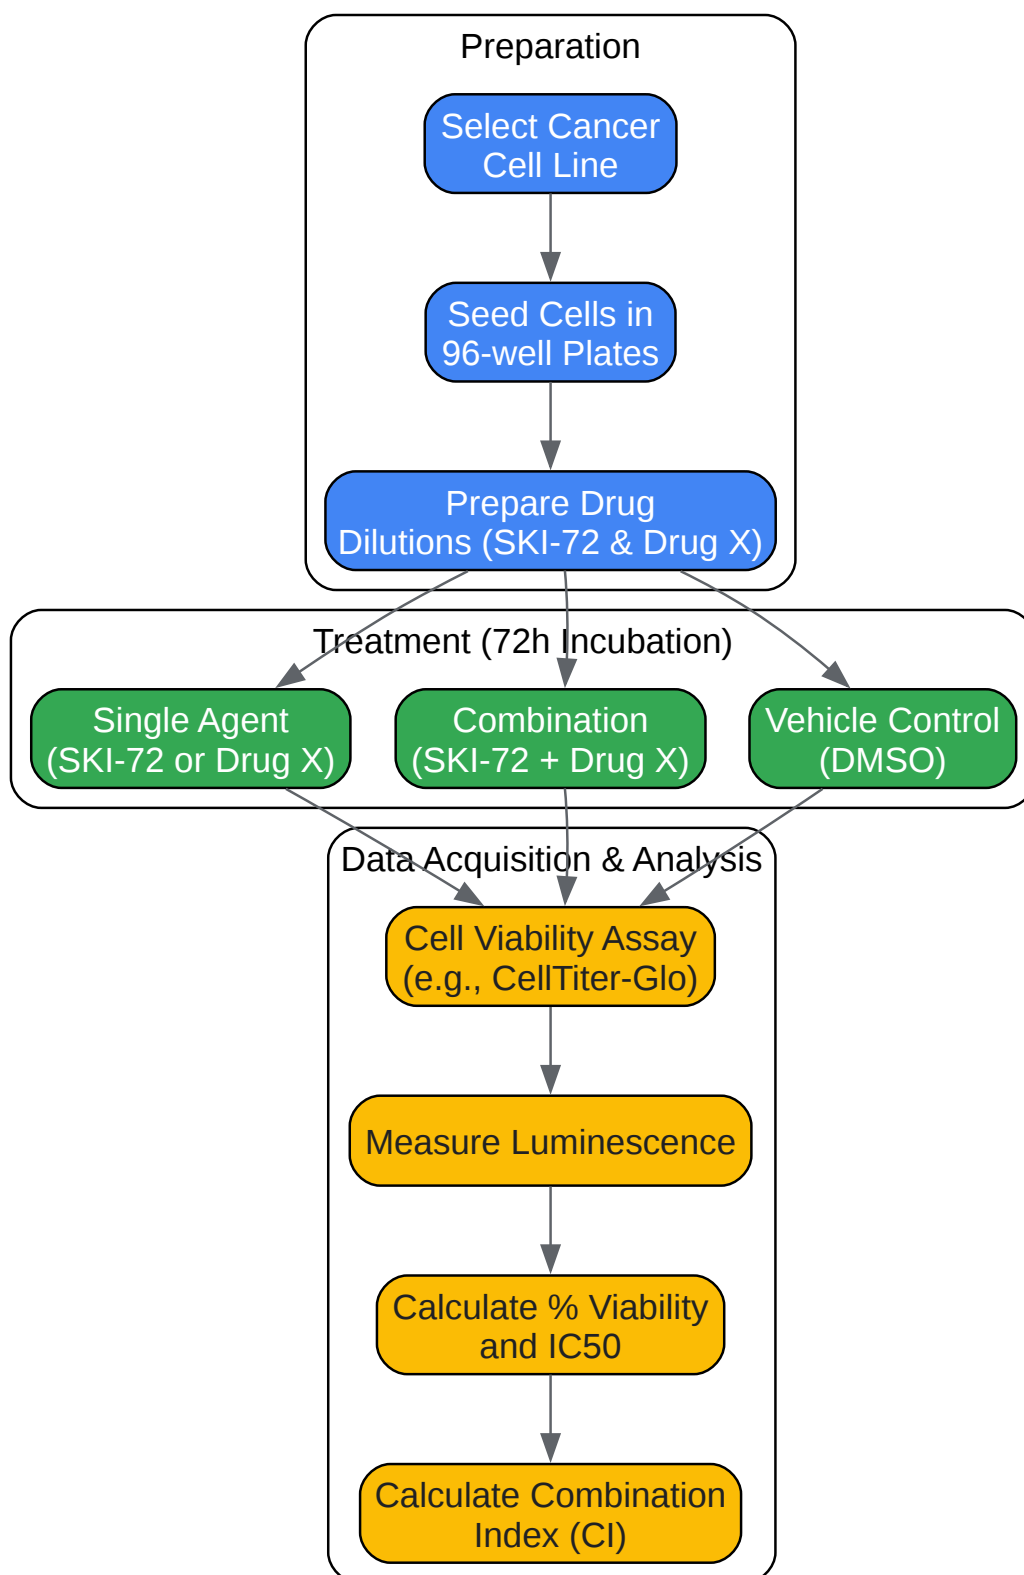 Preparation
Select Cancer
Cell Line
Seed Cells in
96-well Plates
Prepare Drug
Dilutions (SKI-72 & Drug X)
Treatment (72h Incubation)
Single Agent
(SKI-72 or Drug X)
Combination
(SKI-72 + Drug X)
Vehicle Control
(DMSO)
Data Acquisition & Analysis
Cell Viability Assay
(e.g., CellTiter-Glo)
Measure Luminescence
Calculate % Viability
and IC50
Calculate Combination
Index (CI)